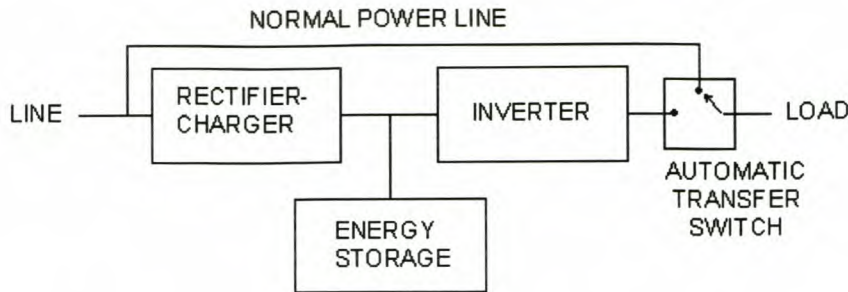 NORMAL POWER LINE
LINE
RECTIFIER-
CHARGER
INVERTER
LOAD
AUTOMATIC
TRANSFER
SWITCH
ENERGY
STORAGE